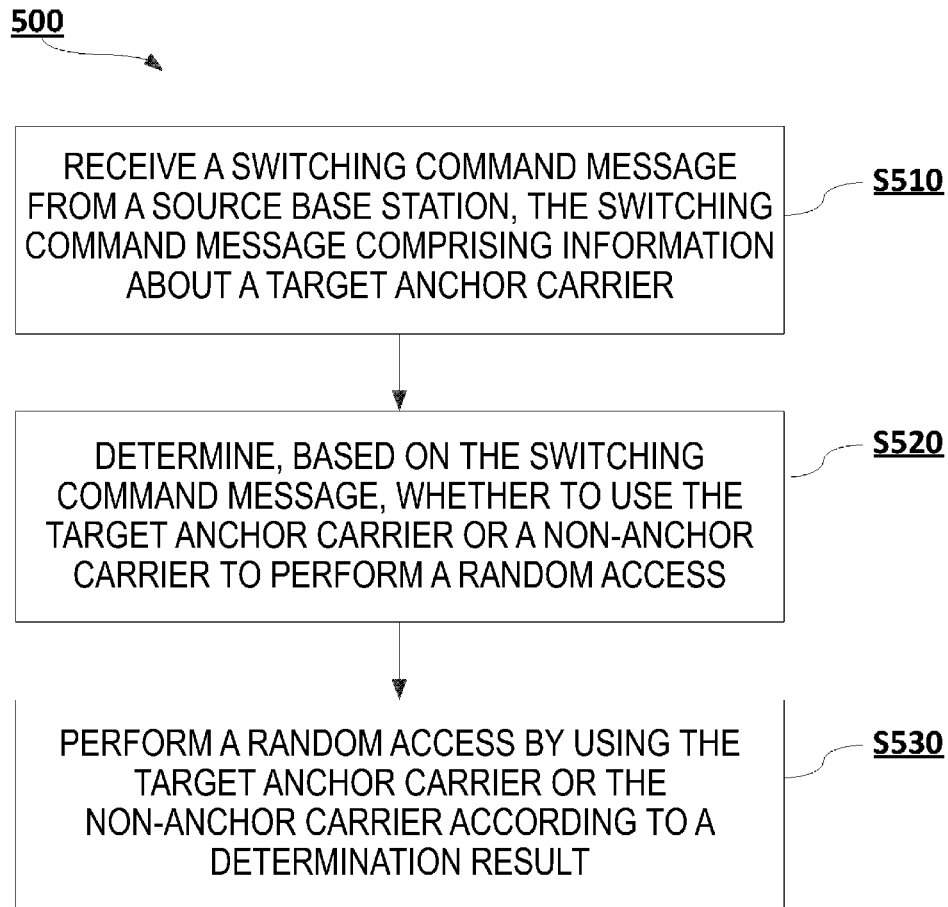 500
RECEIVE A SWITCHING COMMAND MESSAGE
FROM A SOURCE BASE STATION, THE SWITCHING
COMMAND MESSAGE COMPRISING INFORMATION
ABOUT A TARGET ANCHOR CARRIER
S510
DETERMINE, BASED ON THE SWITCHING
COMMAND MESSAGE, WHETHER TO USE THE
TARGET ANCHOR CARRIER OR A NON-ANCHOR
CARRIER TO PERFORM A RANDOM ACCESS
S520
PERFORM A RANDOM ACCESS BY USING THE
TARGET ANCHOR CARRIER OR THE
NON-ANCHOR CARRIER ACCORDING TO A
DETERMINATION RESULT
S530